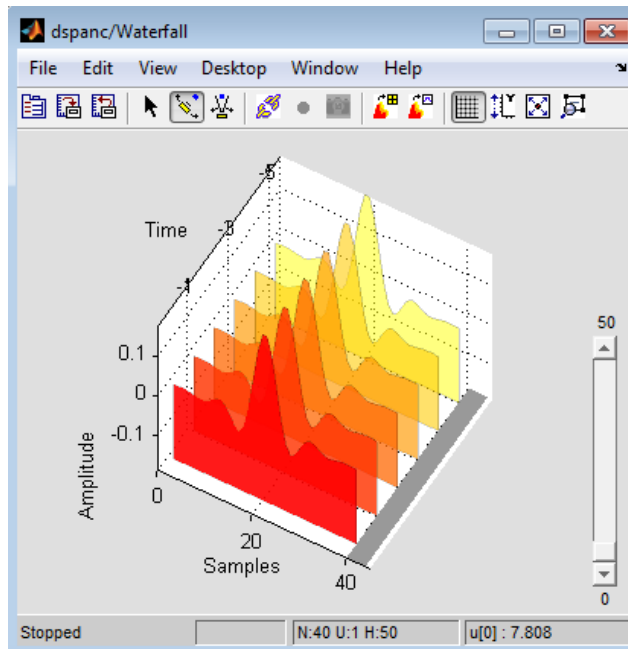 dspanc/Waterfall
File Edit View Desktop Window Help
-5
Time
-3
-1
0.1
0
-0.1
Amplitude
0
20
40
Samples
50
0
Stopped
N:40 U:1 H:50
u[0] : 7.808